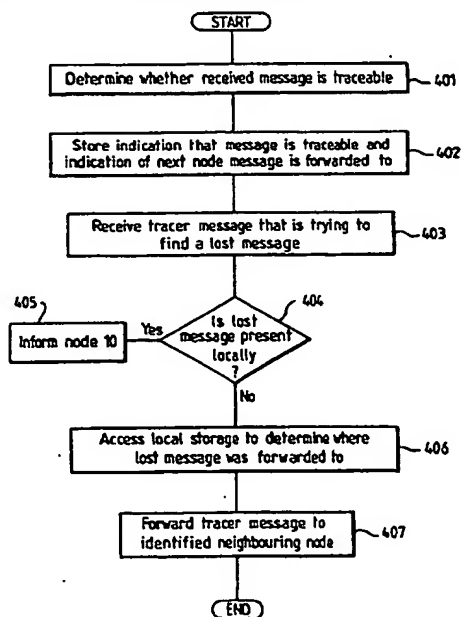 START
Determine whether received message is traceable
401
Store indication that message is traceable and
indication of next node message is forwarded to
402
Receive tracer message that is trying to
find a lost message
403
404
405
Inform node 10
Yes
Is lost
message present
locally
?
No
Access local storage to determine where
lost message was forwarded to
406
Forward tracer message to
identified neighbouring node
407
END